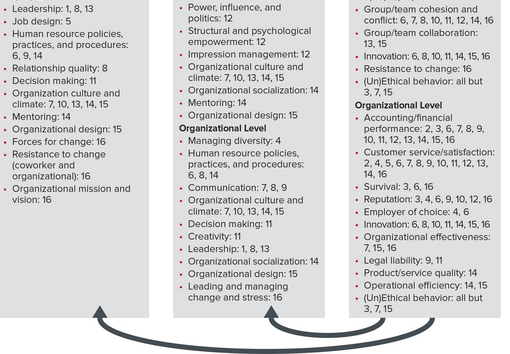 • Leadership: 1, 8, 13
• Job design: 5
• Human resource policies,
practices, and procedures:
6, 9, 14
• Relationship quality: 8
• Decision making: 11
• Organization culture and
climate: 7, 10, 13, 14, 15
• Mentoring: 14
• Organizational design: 15
• Forces for change: 16
• Resistance to change
(coworker and
organizational): 16
• Organizational mission and
vision: 16
• Power, influence, and
politics: 12
• Structural and psychological
empowerment: 12
• Impression management: 12
• Organizational culture and
climate: 7, 10, 13, 14, 15
• Organizational socialization: 14
• Mentoring: 14
• Organizational design: 15
Organizational Level
• Managing diversity: 4
• Human resource policies,
practices, and procedures:
6, 8, 14
• Communication: 7, 8, 9
• Organizational culture and
climate: 7, 10, 13, 14, 15
• Decision making: 11
• Creativity: 11
• Leadership: 1, 8, 13
• Organizational socialization: 14
• Organizational design: 15
• Leading and managing
change and stress: 16
• Group/team cohesion and
conflict: 6, 7, 8, 10, 11, 12, 14, 16
• Group/team collaboration:
13, 15
• Innovation: 6, 8, 10, 11, 14, 15, 16
• Resistance to change: 16
• (Un)Ethical behavior: all but
3, 7, 15
Organizational Level
• Accounting/financial
performance: 2, 3, 6, 7, 8, 9,
10, 11, 12, 13, 14, 15, 16
• Customer service/satisfaction:
2, 4, 5, 6, 7, 8, 9, 10, 11, 12, 13,
14, 16
• Survival: 3, 6, 16
• Reputation: 3, 4, 6, 9, 10, 12, 16
• Employer of choice: 4, 6
• Innovation: 6, 8, 10, 11, 14, 15, 16
• Organizational effectiveness:
7, 15, 16
• Legal liability: 9, 11
• Product/service quality: 14
• Operational efficiency: 14, 15
• (Un)Ethical behavior: all but
3, 7, 15